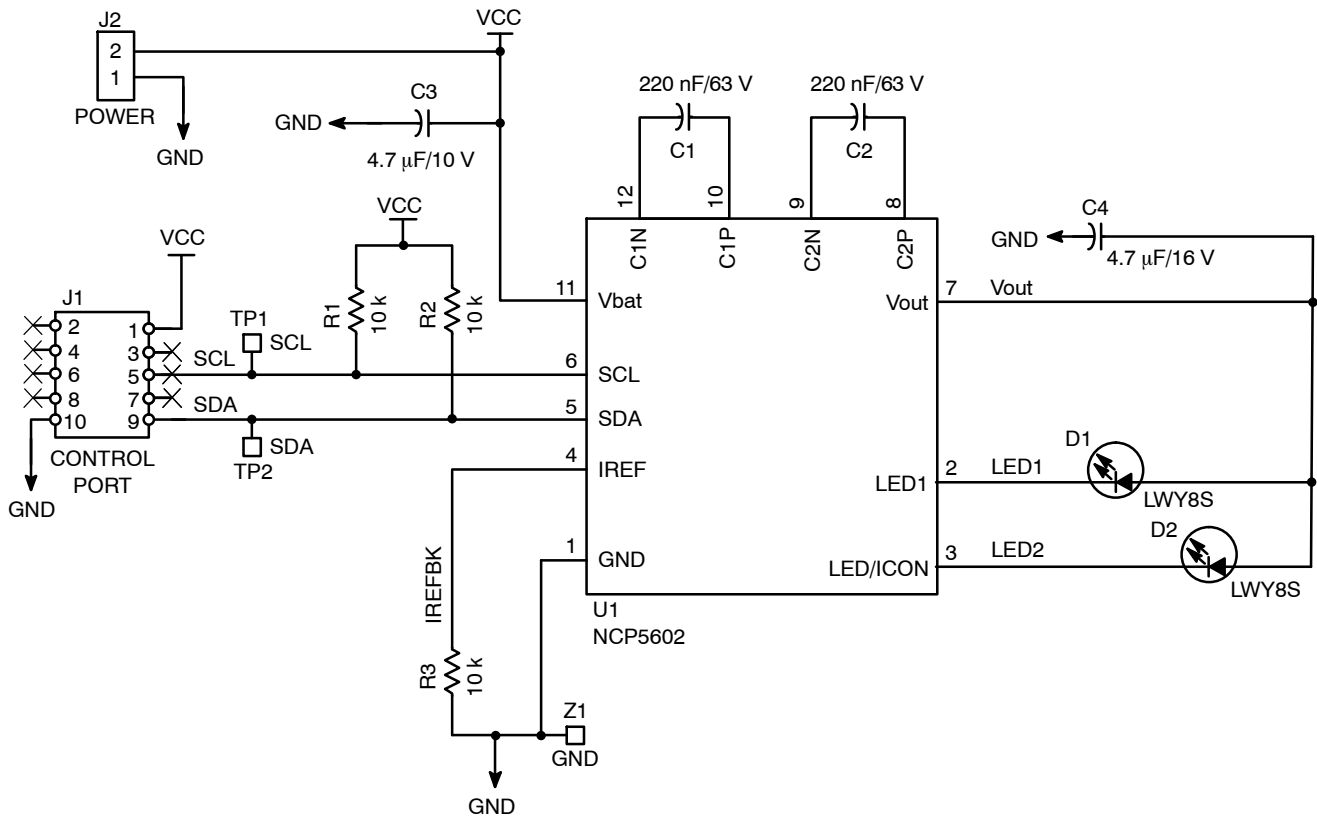 J2
2
1
POWER
GND
VCC
C3
GND
4.7 μF/10 V
220 nF/63 V
C1
220 nF/63 V
C2
12
10
9
8
C1N
C1P
C2N
C2P
C4
GND
4.7 μF/16 V
VCC
VCC
J1
2
4
6
8
10
1
3
5
7
9
CONTROL
PORT
GND
TP1
SCL
SCL
SDA
SDA
TP2
R1
10 k
R2
10 k
11
Vbat
6
SCL
5
SDA
4
IREF
1
GND
Vout
7
Vout
LED1
2
LED1
D1
LWY8S
LED/ICON
3
LED2
D2
LWY8S
U1
NCP5602
IREFBK
R3
10 k
Z1
GND
GND